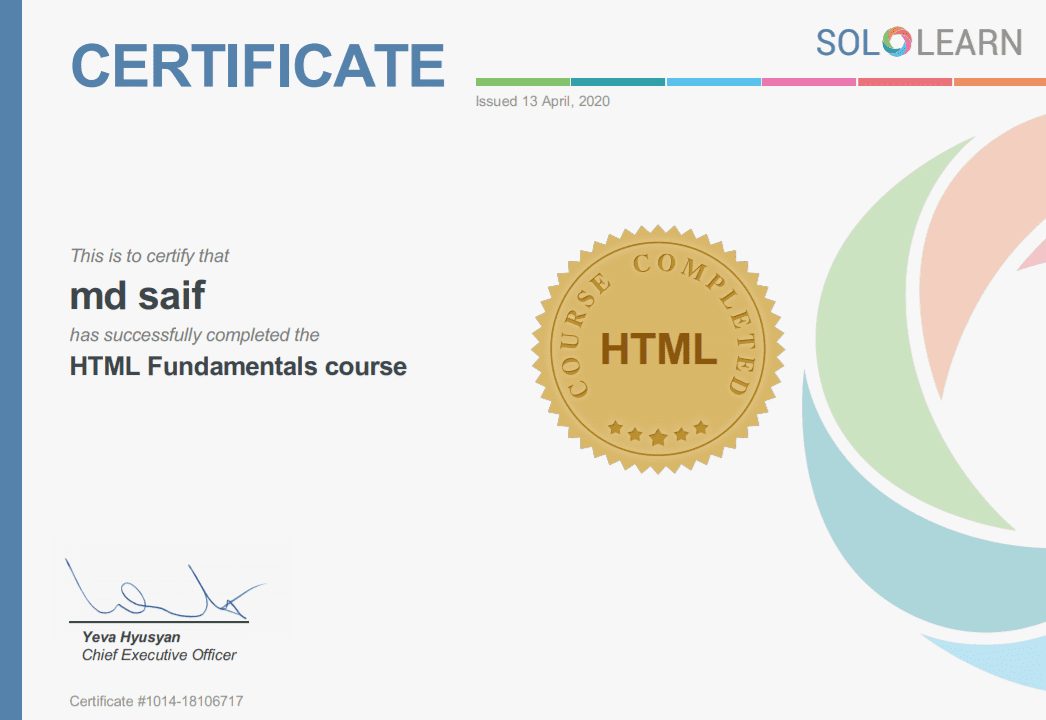 CERTIFICATE
SOLOLEARN
Issued 13 April, 2020
This is to certify that
md saif
has successfully completed the
HTML Fundamentals course
COURSE COMPLETED
HTML
Yeva Hyusyan
Chief Executive Officer
Certificate #1014-18106717